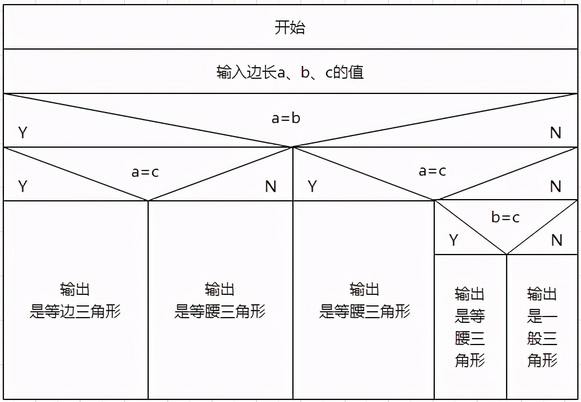 开始
输入边长a、b、c的值
a=b
Y
N
a=c
Y
N
a=c
Y
N
b=c
Y
N
输出
是等边三角形
输出
是等腰三角形
输出
是等腰三角形
输出
是等
腰三
角形
输出
是一
般三
角形